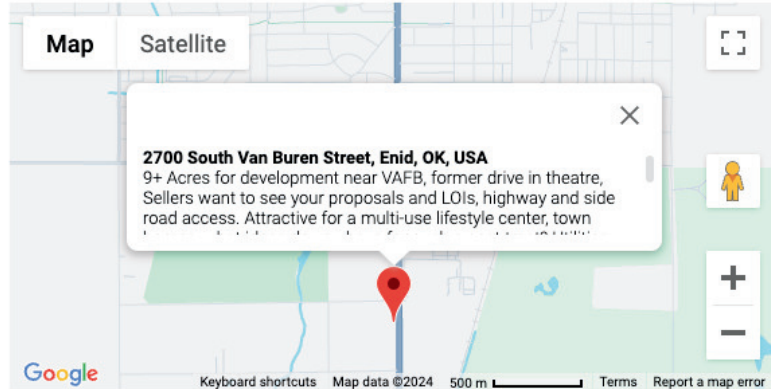 Map Satellite
2700 South Van Buren Street, Enid, OK, USA
9+ Acres for development near VAFB, former drive in theatre,
Sellers want to see your proposals and LOIs, highway and side
road access. Attractive for a multi-use lifestyle center, town
Google
Keyboard shortcuts Map data ©2024 500 m Terms Report a map error